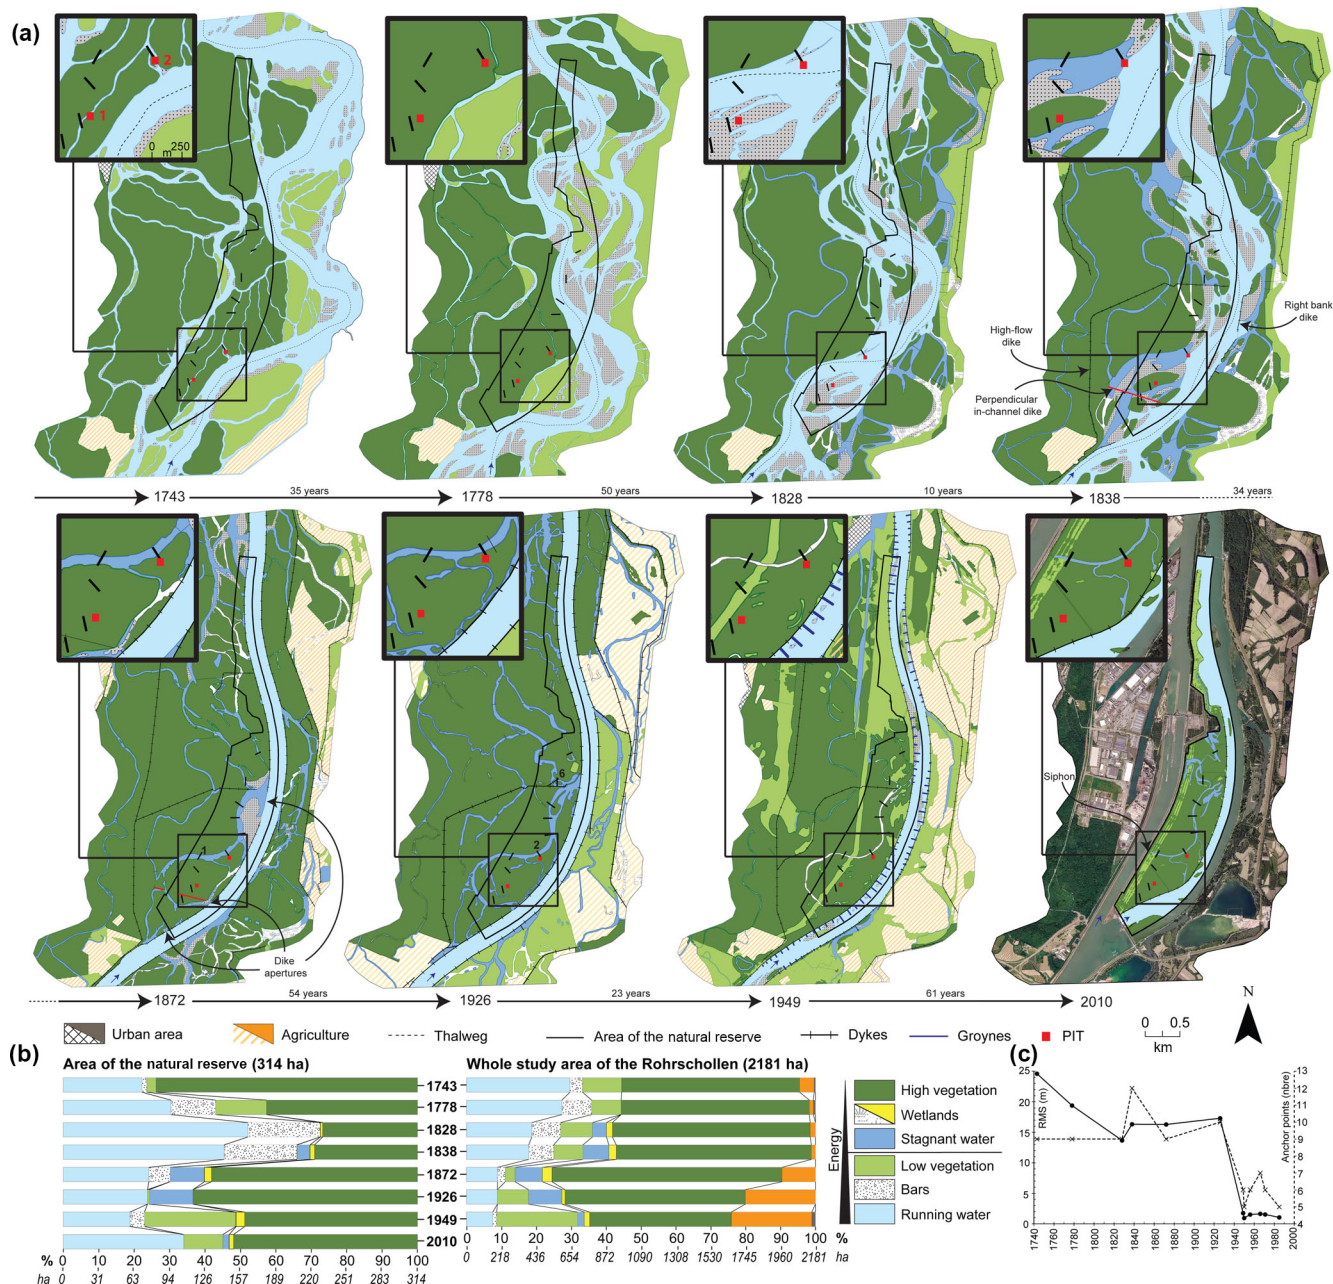 (a)
2
1
0 250
m
High-flow
dike
Perpendicular
in-channel dike
Right bank
dike
1743
35 years
1778
50 years
1828
10 years
1838
34 years
1
Dike
apertures
6
2
Siphon
1872
54 years
1926
23 years
1949
61 years
2010
Urban area
Agriculture
Thalweg
Area of the natural reserve
Dykes
Groynes
PIT
0 0.5
km
N
(b)
Area of the natural reserve (314 ha)
Whole study area of the Rohrschollen (2181 ha)
1743
1778
1828
1838
1872
1926
1949
2010
% 0 10 20 30 40 50 60 70 80 90 100
ha 0 31 63 94 126 157 189 220 251 283 314
0 10 20 30 40 50 60 70 80 90 100 %
0 218 436 654 872 1090 1308 1530 1745 1960 2181 ha
Energy
High vegetation
Wetlands
Stagnant water
Low vegetation
Bars
Running water
(c)
25
20
15
10
5
0
RMS (m)
13
12
11
10
9
8
7
6
5
4
Anchor points (nbre)
1740
1760
1780
1800
1820
1840
1860
1880
1900
1920
1940
1960
1980
2000